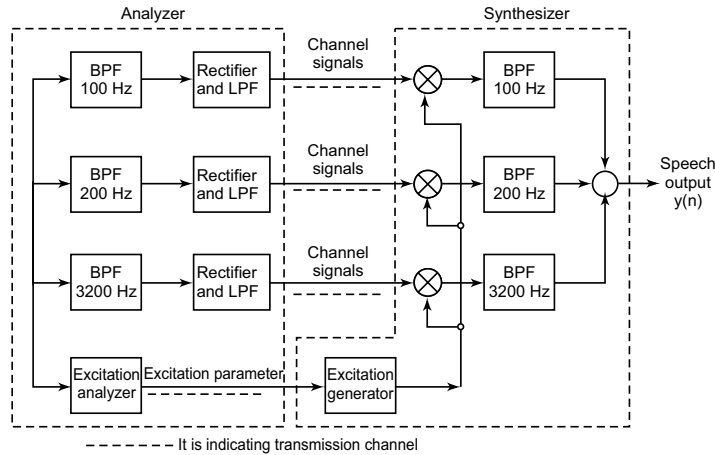 Analyzer
Synthesizer
BPF
100 Hz
Rectifier
and LPF
Channel
signals
BPF
100 Hz
BPF
200 Hz
Rectifier
and LPF
Channel
signals
BPF
200 Hz
Speech
output
y(n)
BPF
3200 Hz
Rectifier
and LPF
Channel
signals
BPF
3200 Hz
Excitation
analyzer
Excitation parameter
Excitation
generator
It is indicating transmission channel